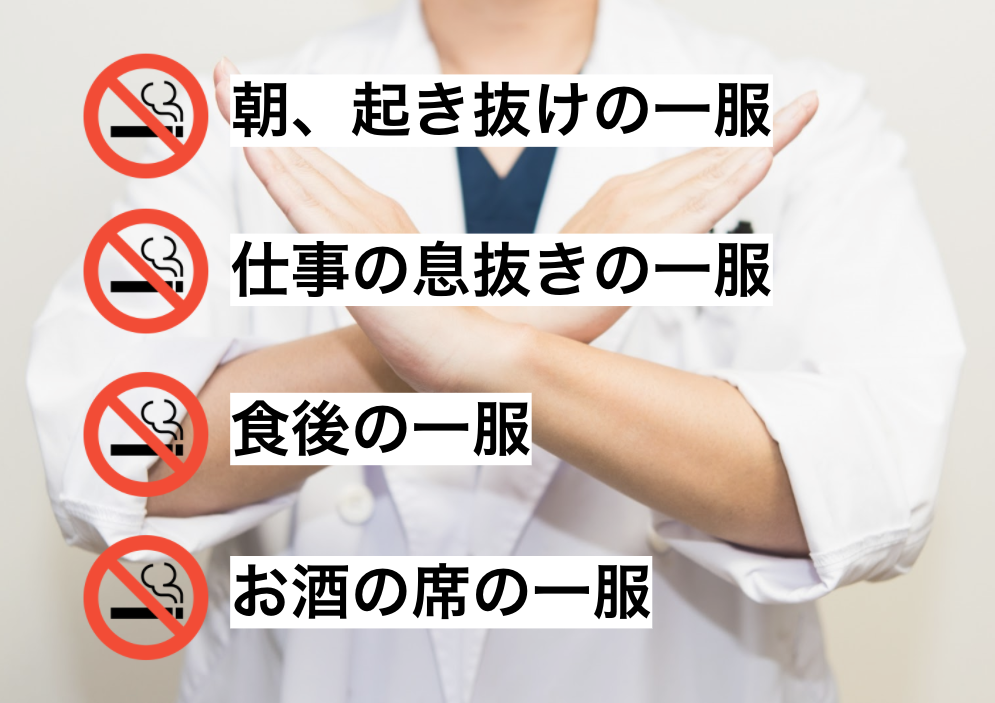 朝、起き抜けの一服
仕事の息抜きの一服
食後の一服
お酒の席の一服